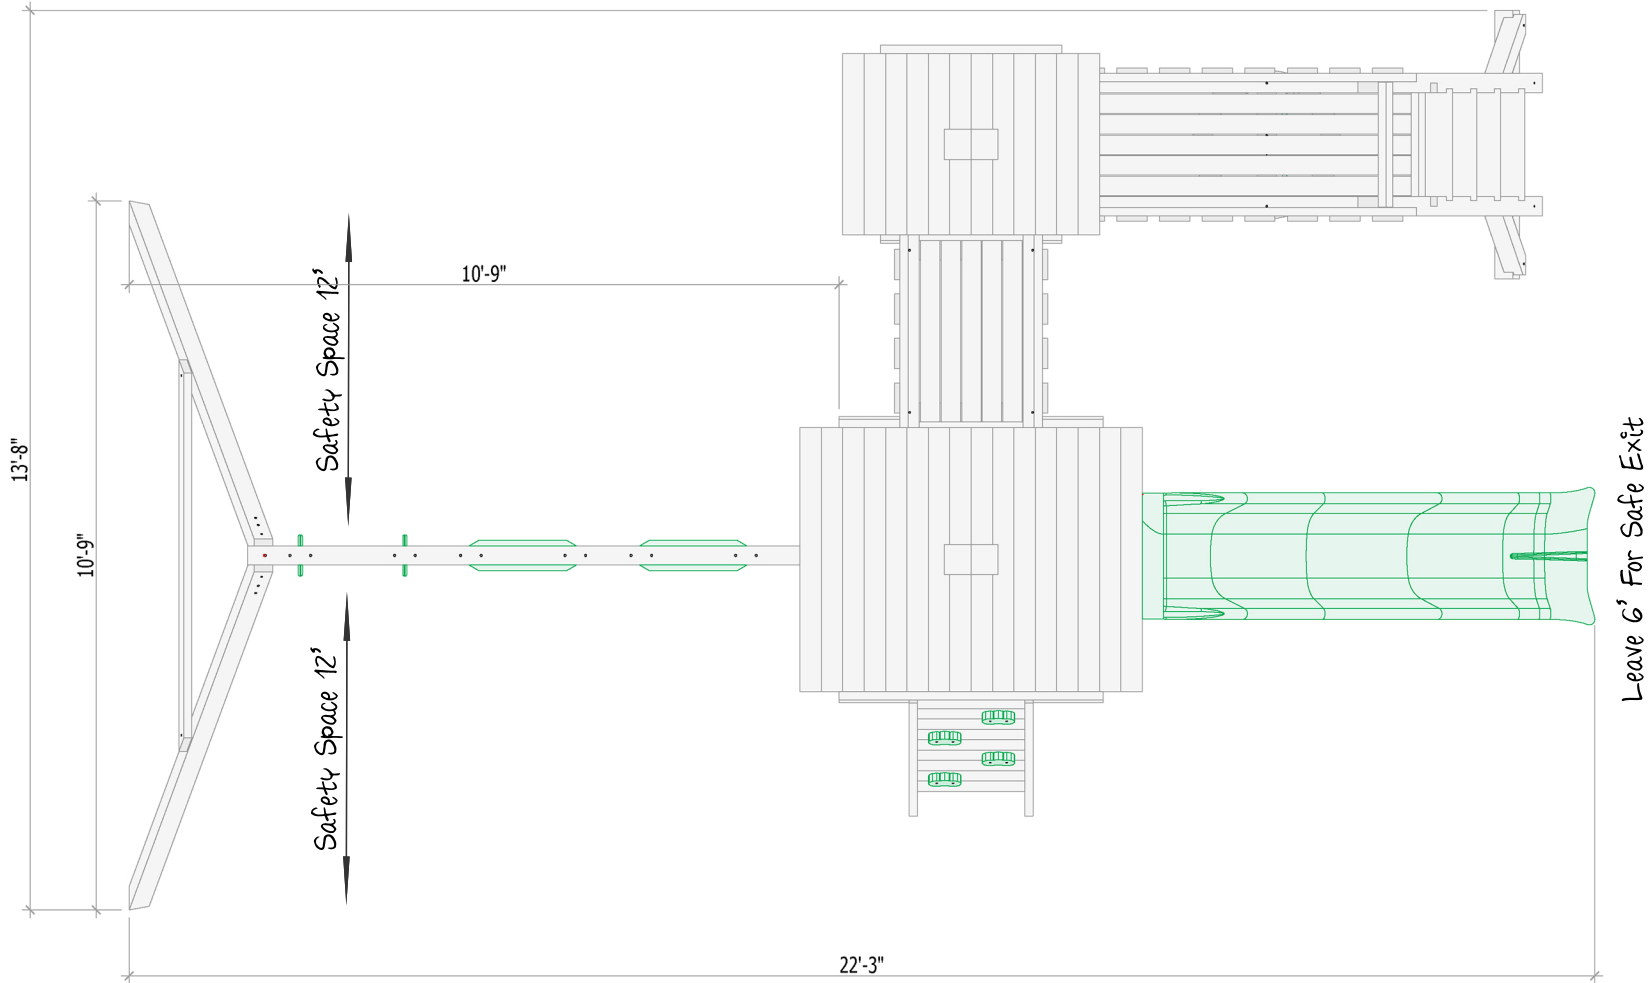 10'-9"
Safety Space 12'
13'-8"
Leave 6' For Safe Exit
10'-9"
Safety Space 12'
22'-3"